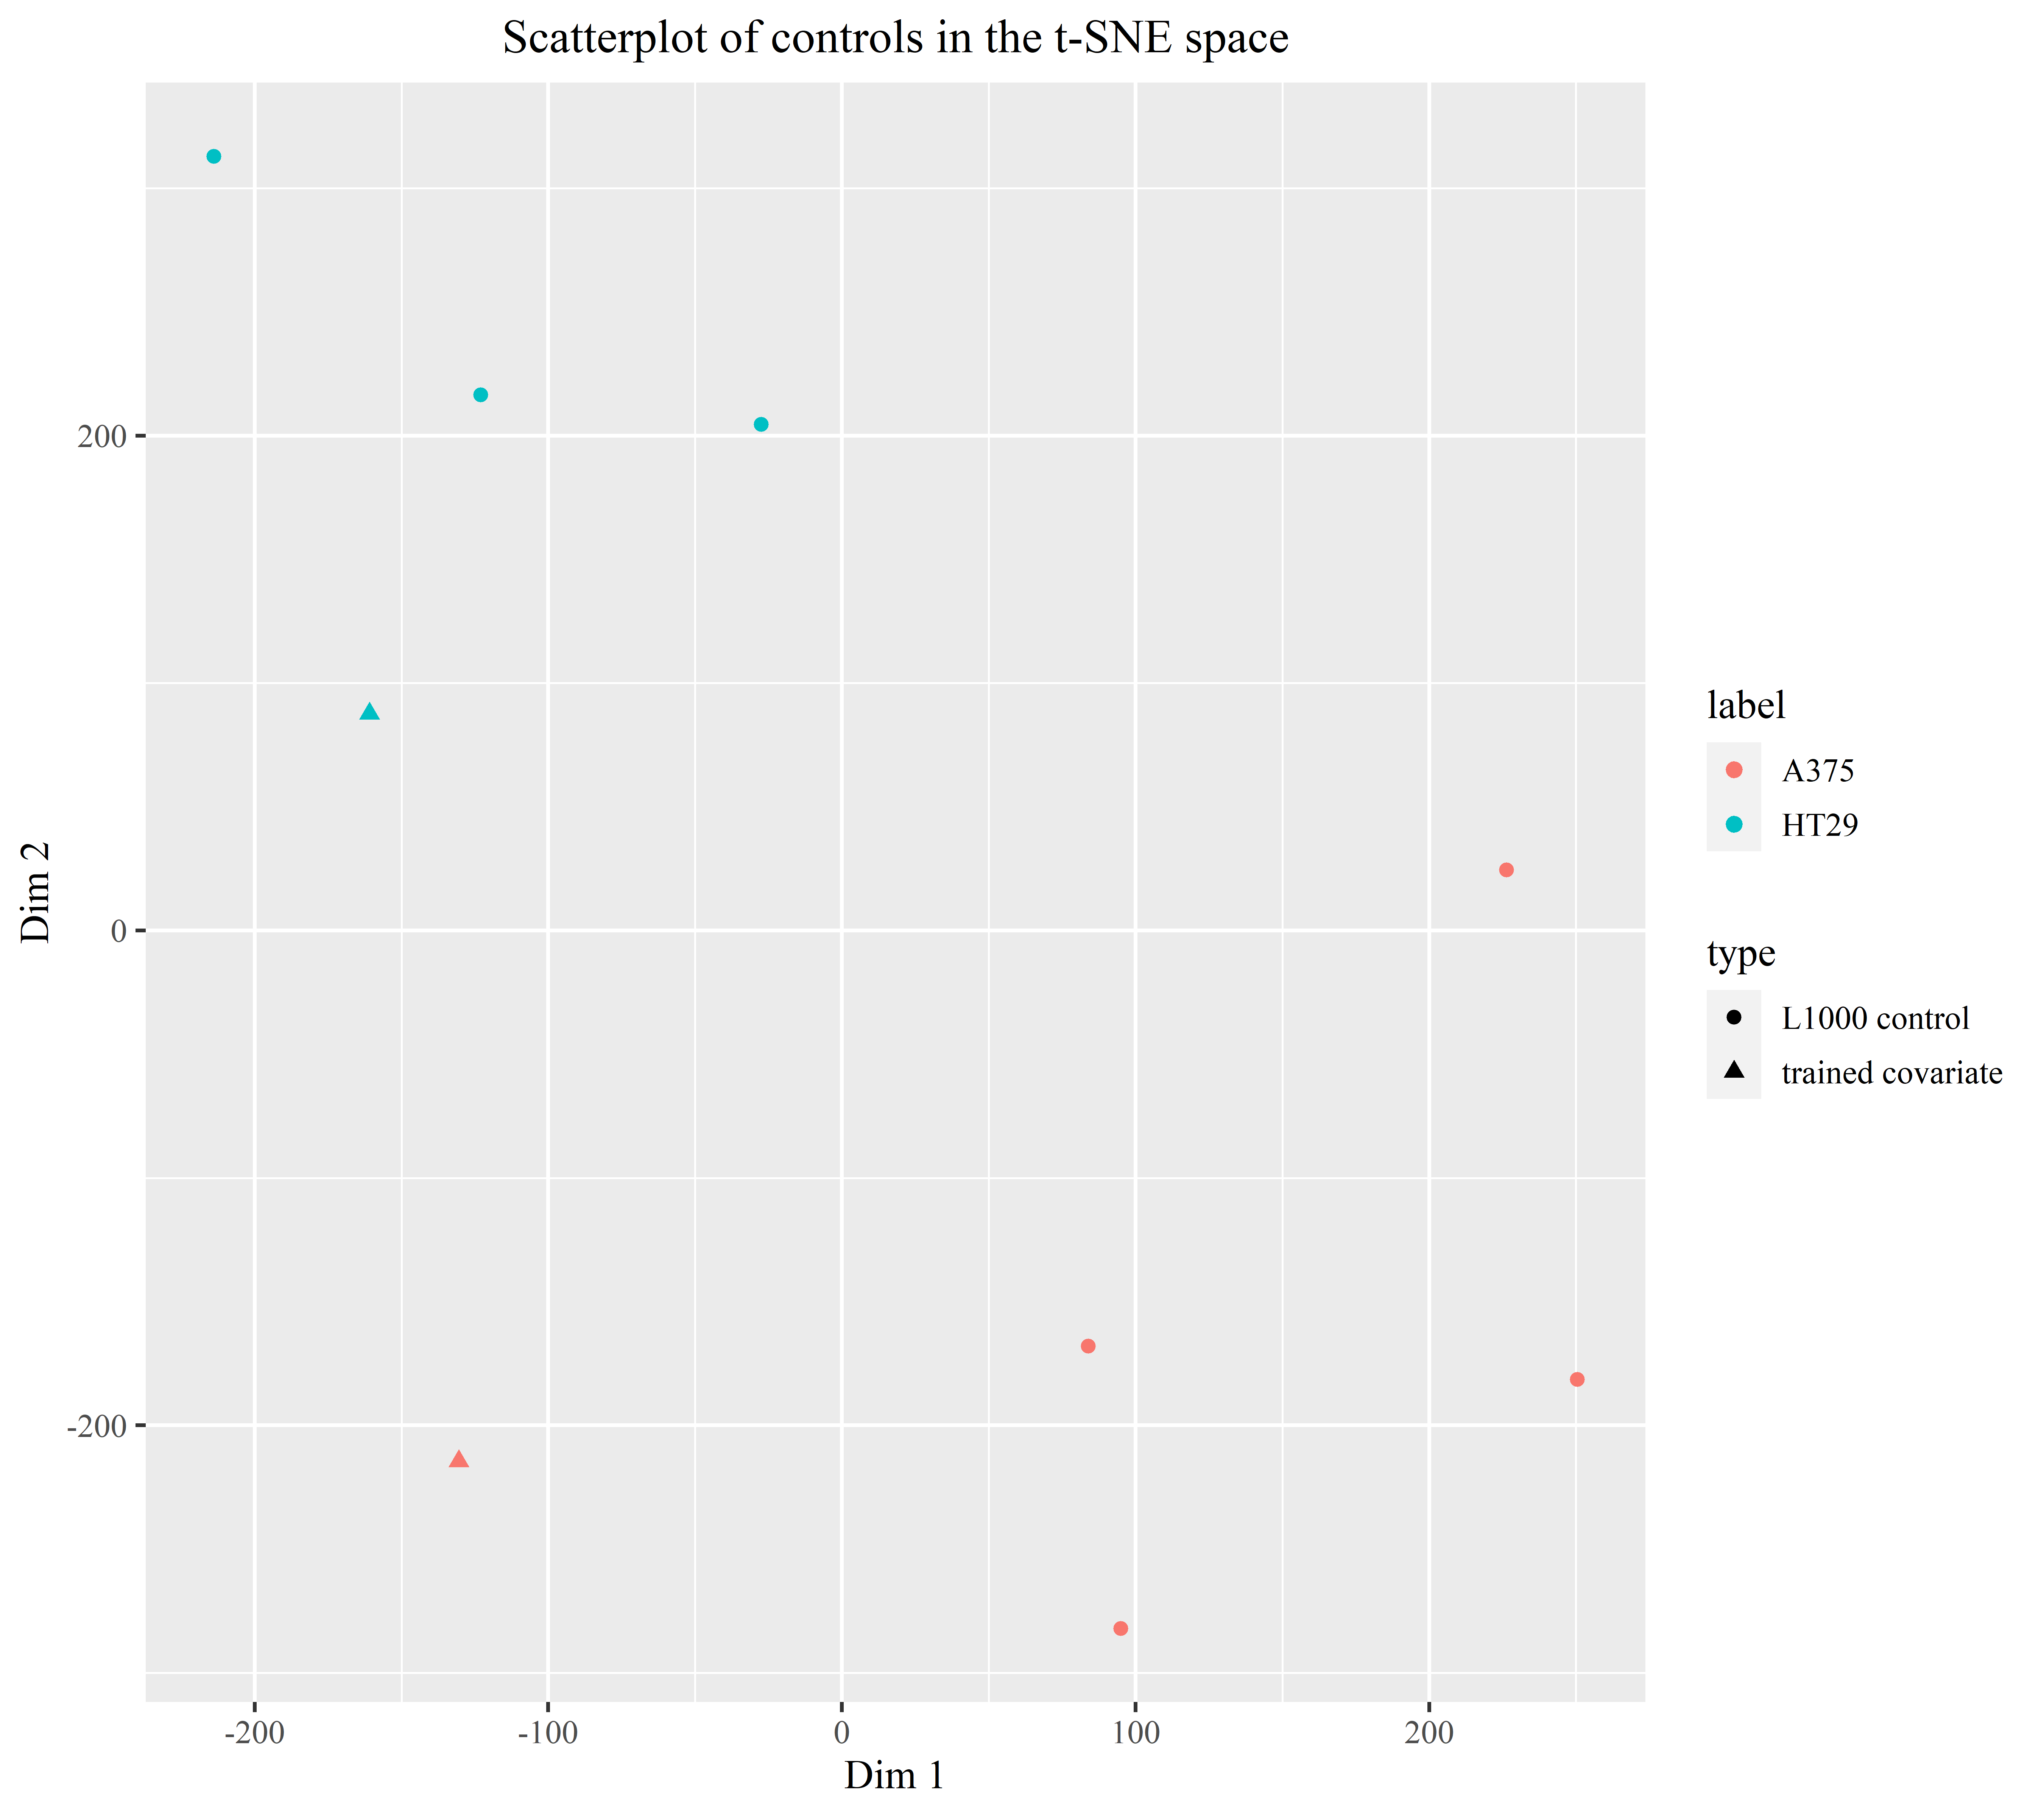 Scatterplot of controls in the t-SNE space
Dim 2
200
0
-200
-200
-100
0
100
200
Dim 1
label
A375
HT29
type
L1000 control
trained covariate